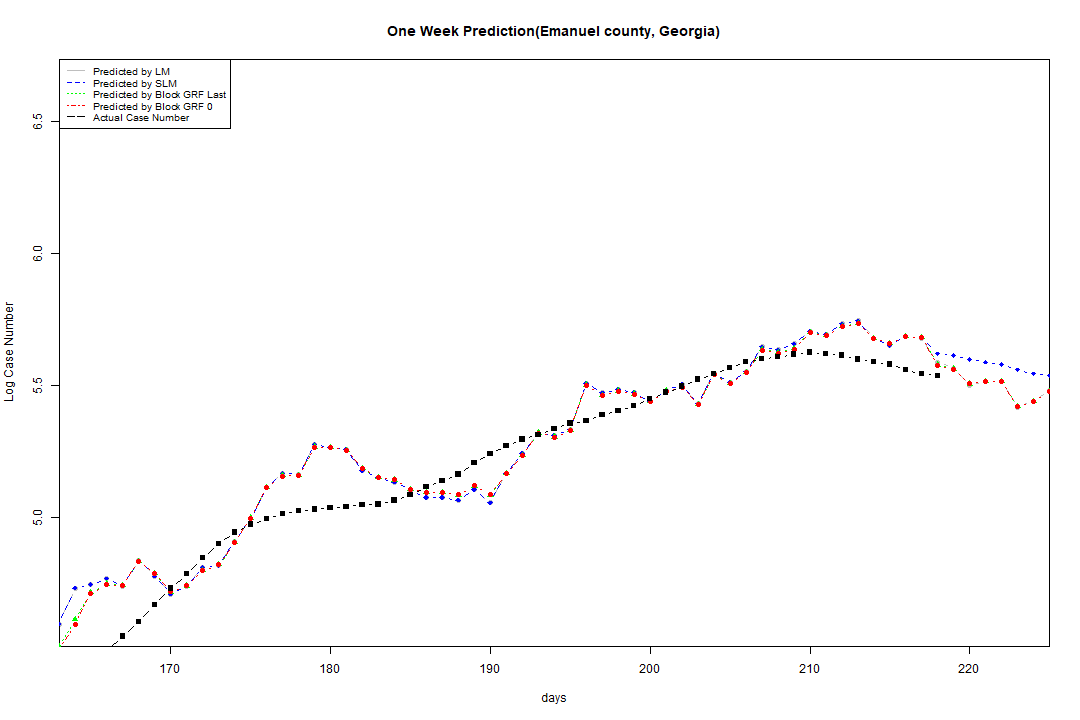 One Week Prediction(Emanuel county, Georgia)
Predicted by LM
Predicted by SLM
Predicted by Block GRF Last
Predicted by Block GRF 0
Actual Case Number
6.5
6.0
5.5
5.0
Log Case Number
170 180 190 200 210 220
days